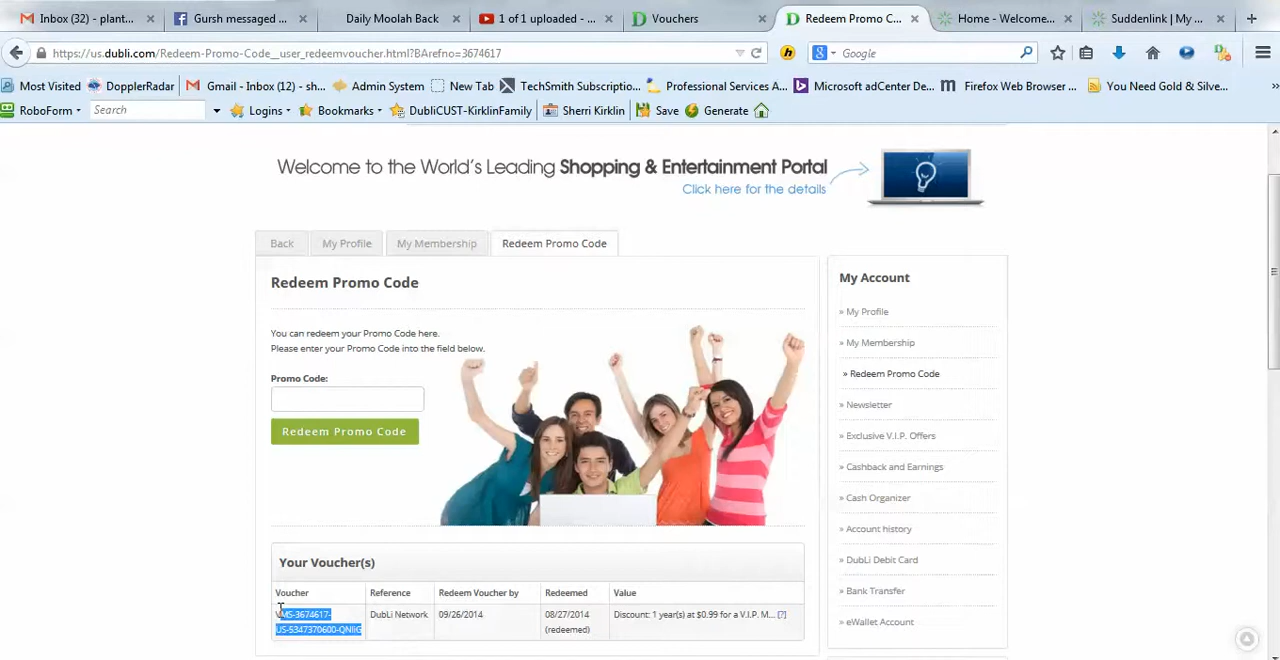 Inbox (32) - plant...
Gursh messaged ...
Daily Moolah Back
1 of 1 uploaded - ...
Vouchers
Redeem Promo C...
Home - Welcome...
Suddenlink | My ...
https://us.dubli.com/Redeem-Promo-Code__user_redeemvoucher.html?BArefno=3674617
Google
Most Visited
DopplerRadar
Gmail - Inbox (12) - sh...
Admin System
New Tab
TechSmith Subscriptio...
Professional Services A...
Microsoft adCenter De...
Firefox Web Browser ...
You Need Gold & Silve...
RoboForm
Search
Logins
Bookmarks
DubliCUST-KirklinFamily
Sherri Kirklin
Save
Generate
Welcome to the World's Leading Shopping & Entertainment Portal
Click here for the details
Back
My Profile
My Membership
Redeem Promo Code
Redeem Promo Code
You can redeem your Promo Code here.
Please enter your Promo Code into the field below.
Promo Code:
Redeem Promo Code
Your Voucher(s)
Voucher Reference Redeem Voucher by Redeemed Value
VMS-3674617- DubLi Network 09/26/2014 08/27/2014 Discount: 1 year(s) at $0.99 for a V.I.P. M... [?]
(redeemed)
My Account
» My Profile
» My Membership
» Redeem Promo Code
» Newsletter
» Exclusive V.I.P. Offers
» Cashback and Earnings
» Cash Organizer
» Account history
» DubLi Debit Card
» Bank Transfer
» eWallet Account